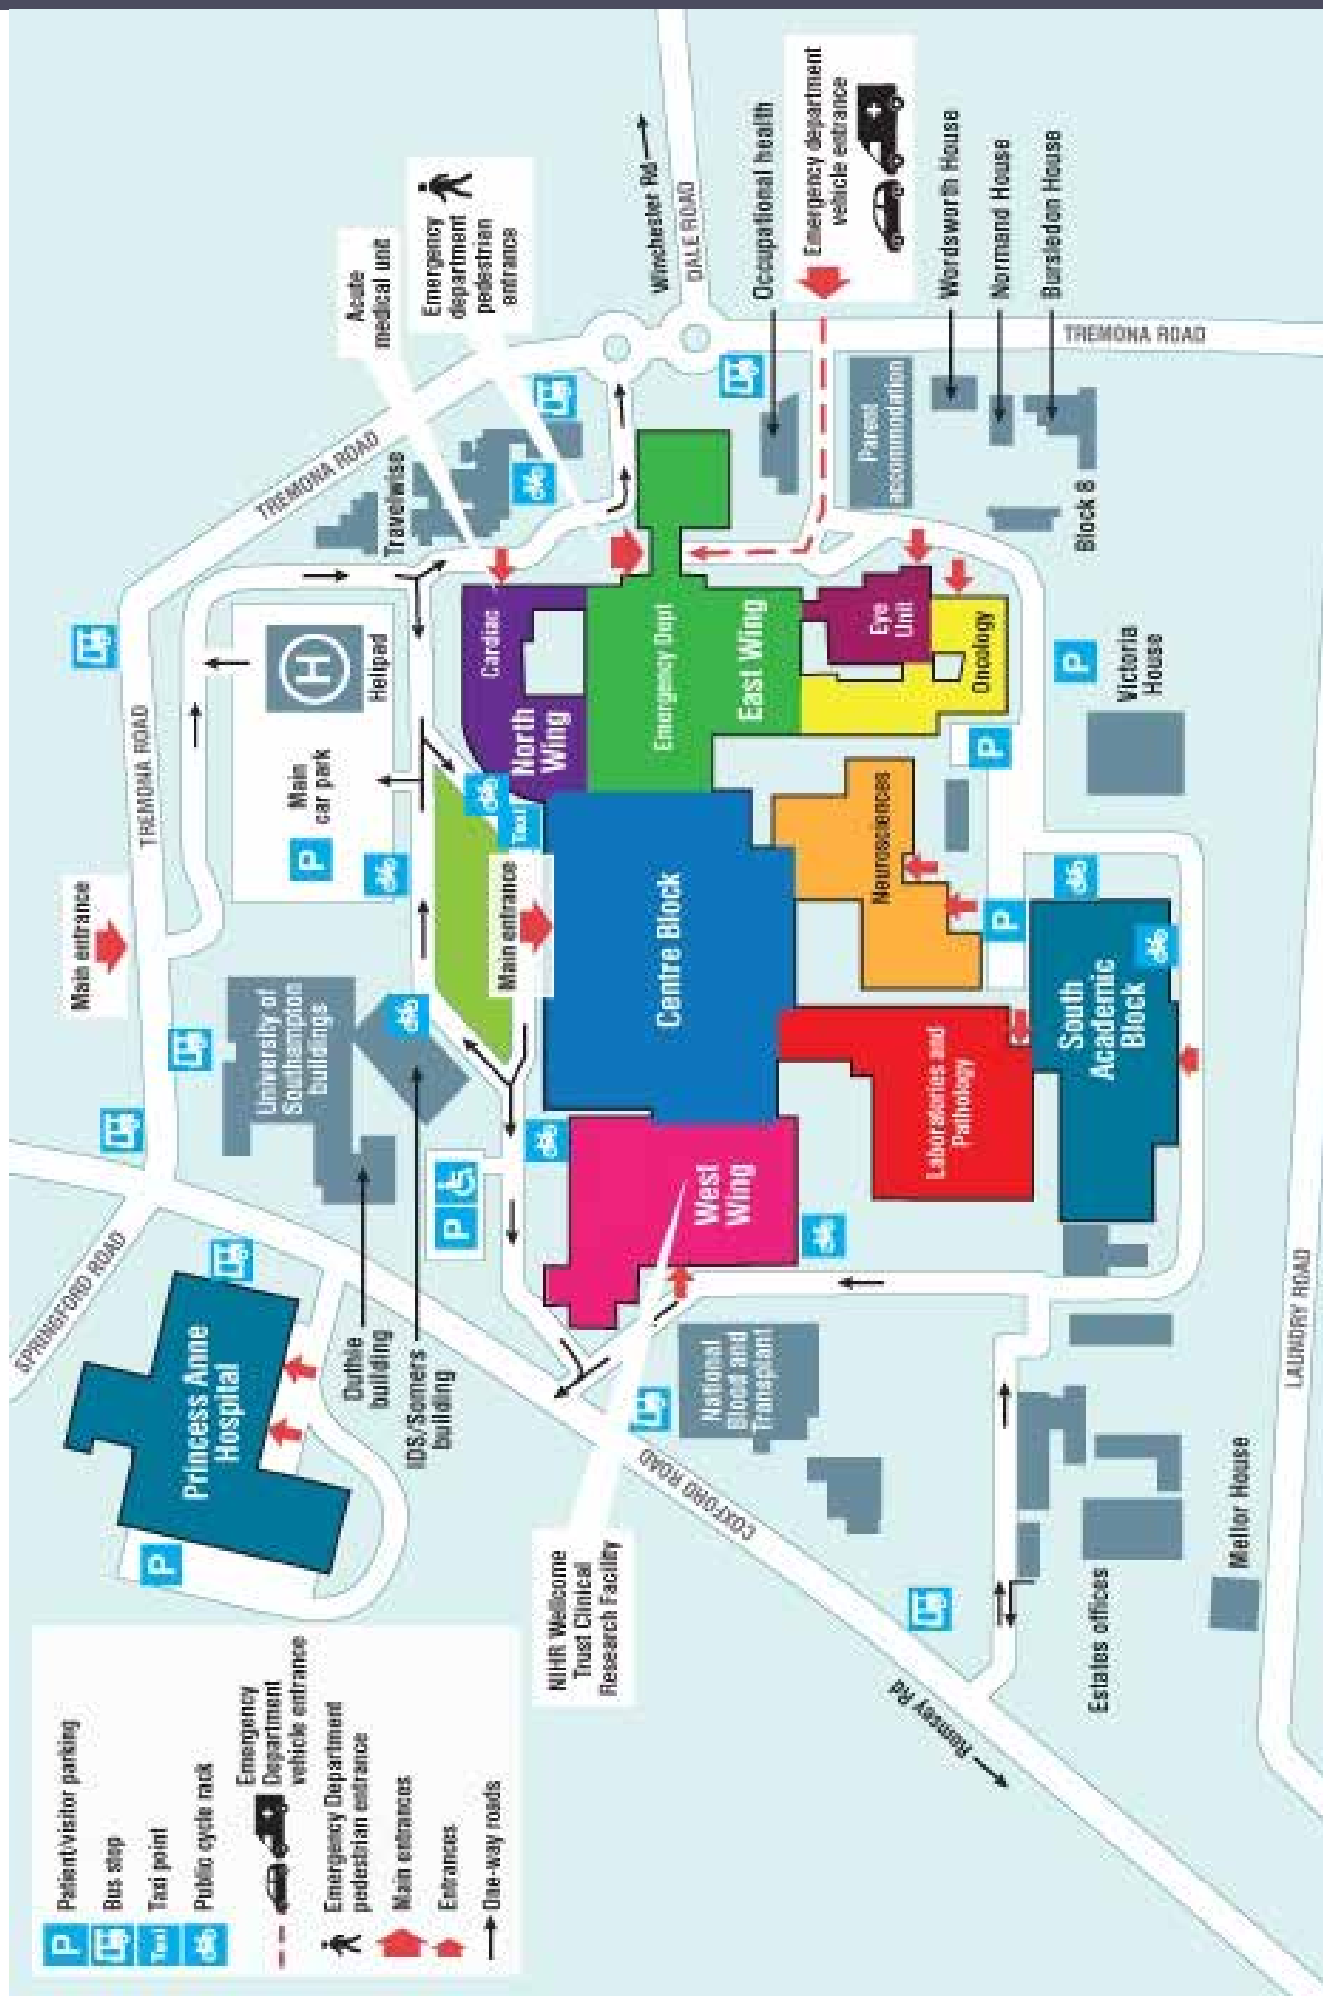 P Patient/visitor parking
Bus stop
Taxi Taxi point
Public cycle rack
Emergency
Department
vehicle entrance
Emergency Department
pedestrian entrance
Main entrances
Entrances
One-way roads
SPRINGFORD ROAD
Princess Anne
Hospital
P
Main entrance
TREMONA ROAD
TREMONA ROAD
University of
Southampton
buildings
Duthie
building
IDS/Somers
building
P
Main
car park
H
Helipad
Travelwise
Acute
medical unit
Emergency
department
pedestrian
entrance
Winchester Rd
DALE ROAD
Occupational health
Emergency department
vehicle entrance
Wordsworth House
Normand House
Bursledon House
TREMONA ROAD
Parent
accommodation
Block 8
P
Main entrance
Taxi
Cardiac
North
Wing
Emergency Dept
East Wing
Eye
Unit
Oncology
P
P
Victoria
House
Centre Block
Neurosciences
P
West
Wing
Laboratories and
Pathology
South
Academic
Block
NIHR Wellcome
Trust Clinical
Research Facility
National
Blood and
Transplant
COXFORD ROAD
Romsey Rd
Estates offices
Mellor House
LAUNDRY ROAD